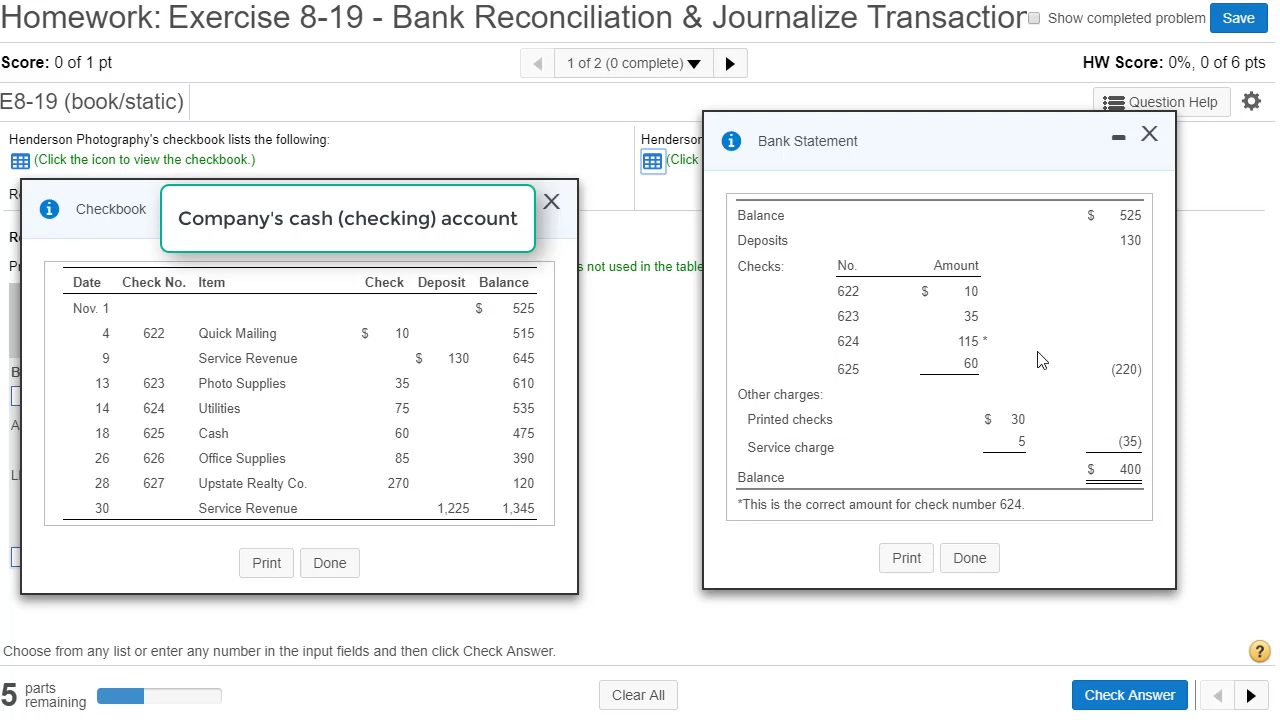 Homework: Exercise 8-19 - Bank Reconciliation & Journalize Transaction
Show completed problem
Save
Score: 0 of 1 pt
1 of 2 (0 complete)
HW Score: 0%, 0 of 6 pts
E8-19 (book/static)
Question Help
Henderson Photography's checkbook lists the following:
(Click the icon to view the checkbook.)
Henderson
(Click
Checkbook
Company's cash (checking) account
s not used in the table
Date Check No. Item Check Deposit Balance
Nov. 1 $ 525
4 622 Quick Mailing $ 10 515
9 Service Revenue $ 130 645
13 623 Photo Supplies 35 610
14 624 Utilities 75 535
18 625 Cash 60 475
26 626 Office Supplies 85 390
28 627 Upstate Realty Co. 270 120
30 Service Revenue 1,225 1,345
Print Done
Bank Statement
Balance $ 525
Deposits 130
Checks: No. Amount
622 $ 10
623 35
624 115 *
625 60 (220)
Other charges:
Printed checks $ 30
Service charge 5 (35)
Balance $ 400
*This is the correct amount for check number 624.
Print Done
Choose from any list or enter any number in the input fields and then click Check Answer.
?
5 parts
remaining
Clear All
Check Answer